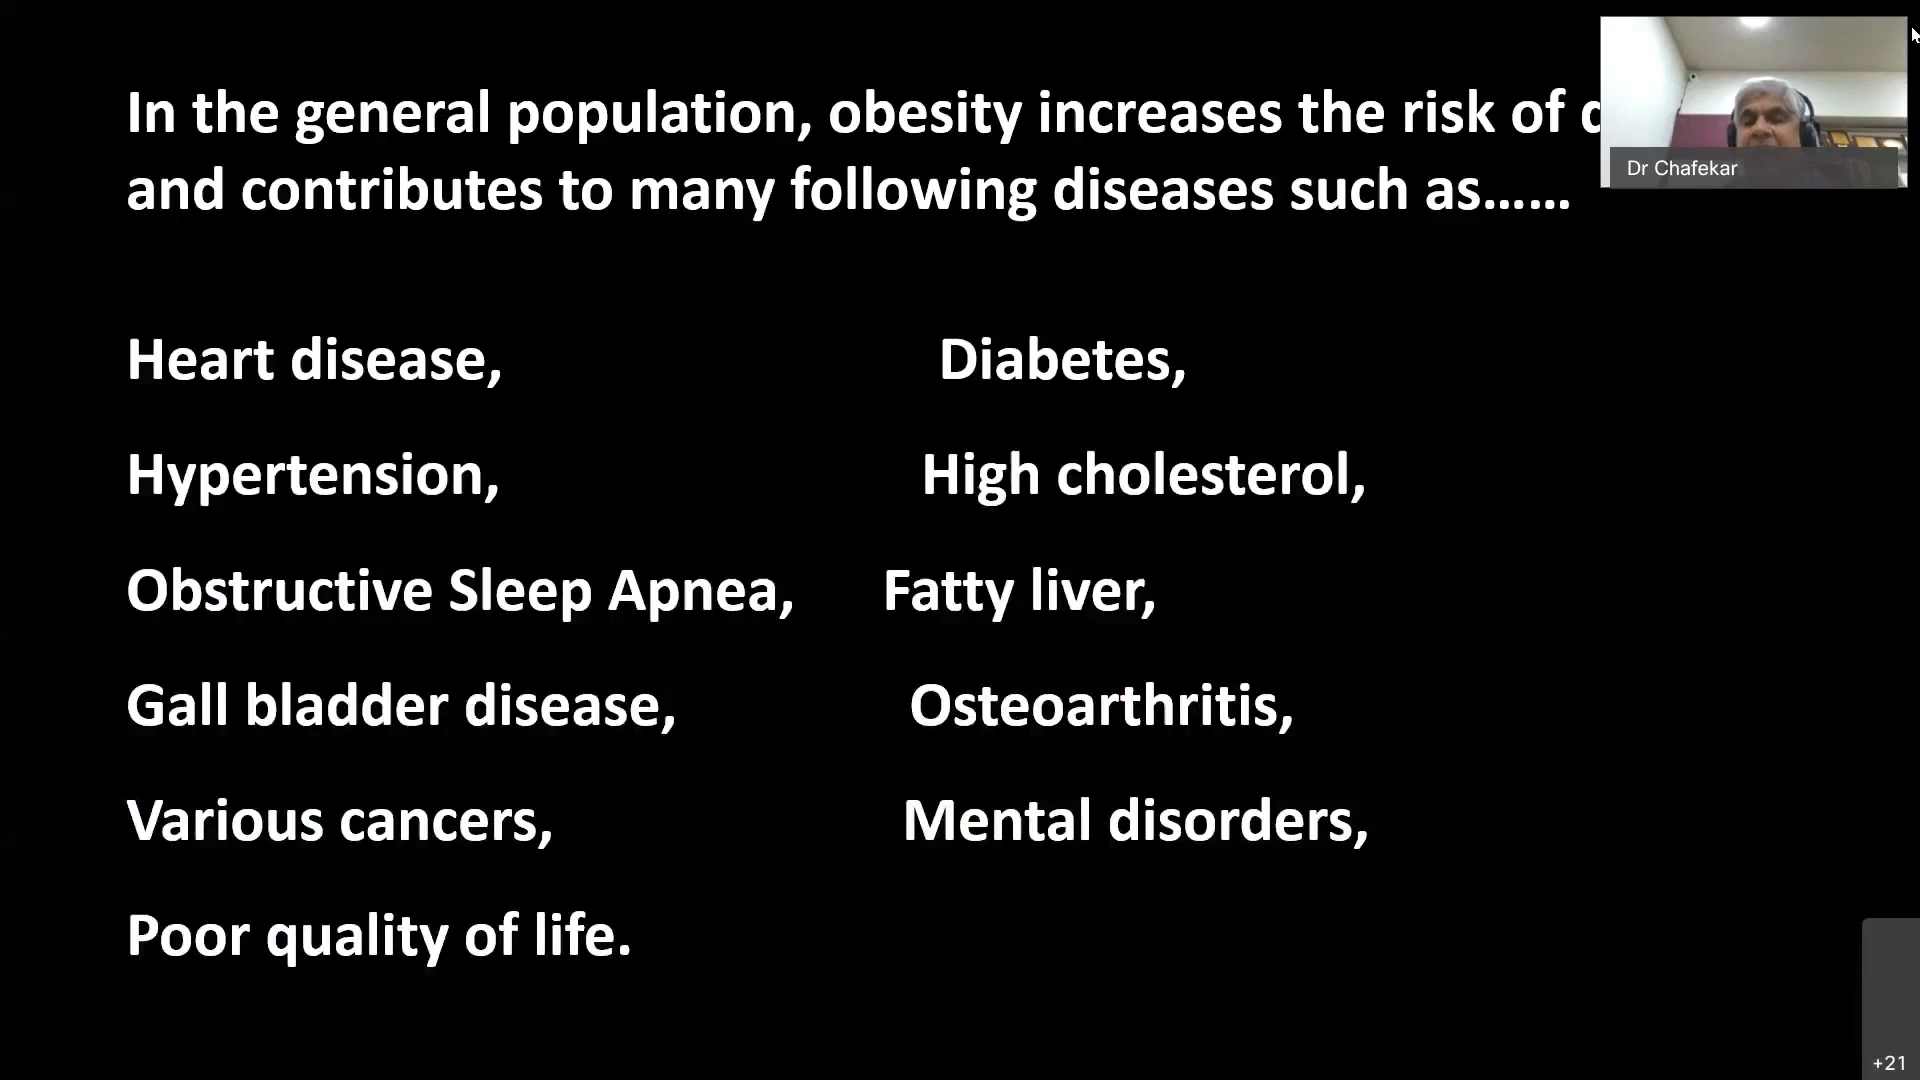 In the general population, obesity increases the risk of
and contributes to many following diseases such as......
Heart disease, Diabetes,
Hypertension, High cholesterol,
Obstructive Sleep Apnea, Fatty liver,
Gall bladder disease, Osteoarthritis,
Various cancers, Mental disorders,
Poor quality of life.
Dr Chafekar
+21